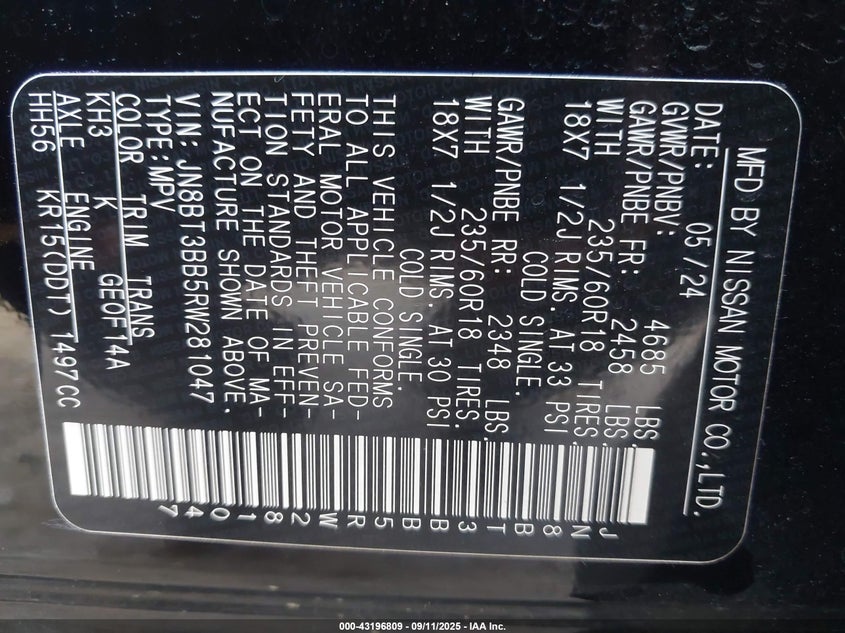 MFD BY NISSAN MOTOR CO.,LTD.
DATE: 05/24
GVWR/PNBV: 4685 LBS.
GAWR/PNBE FR: 2458 LBS.
WITH 235/60R18 TIRES.
18X7 1/2J RIMS. AT 33 PSI
COLD SINGLE.
GAWR/PNBE RR: 2348 LBS.
WITH 235/60R18 TIRES.
18X7 1/2J RIMS. AT 30 PSI
COLD SINGLE.
THIS VEHICLE CONFORMS
TO ALL APPLICABLE FED-
ERAL MOTOR VEHICLE SA-
FETY AND THEFT PREVEN-
TION STANDARDS IN EFF-
ECT ON THE DATE OF MA-
NUFACTURE SHOWN ABOVE.
VIN: JN8BT3BB5RW281047
TYPE:MPV
COLOR TRIM TRANS
KH3 K GE0F14A
AXLE ENGINE
HH56 KR15(DDT) 1497CC
JN8BT3BB5RW281047
000-43196809 - 09/11/2025 - IAA Inc.